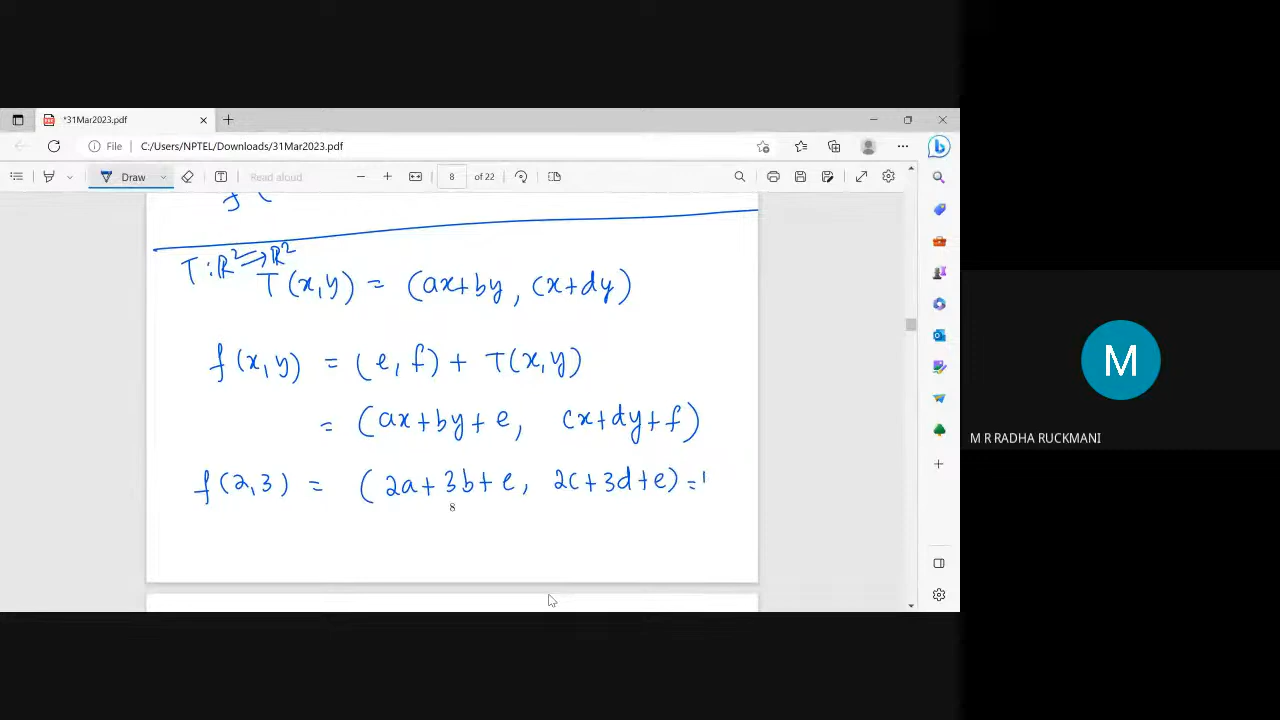 *31Mar2023.pdf
File C:/Users/NPTEL/Downloads/31Mar2023.pdf
Draw Read aloud 8 of 22
f (
T : ℝ² → ℝ²
T(x,y) = (ax+by, cx+dy)
f(x,y) = (e, f) + T(x,y)
= (ax+by+e, cx+dy+f)
f(2,3) = (2a+3b+e, 2c+3d+e) =
8
M
M R RADHA RUCKMANI